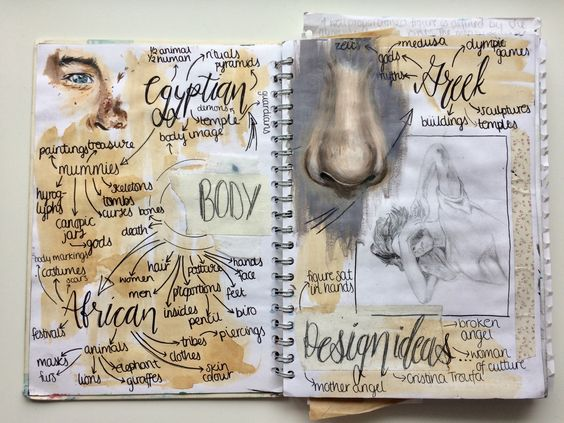 ½ animal
½ human
rituals
pyramids
Egyptian
demons
guardians
temple
body image
paintings
treasure
mummies
hyrog-
lyphs
skeletons
tombs
curses
canopic
jars
gods
bones
death
BODY
body markings
costumes
scars
hair
women
men
postures
hands
face
proportions
feet
insides
pencil
biro
African
festivals
tribes
clothes
piercings
skin
colour
animals
masks
furs
lions
elephant
giraffes
zeus
medusa
olympic
games
gods
myths
Greek
sculptures
buildings
temples
figure sat
in hands
Design ideas
broken
angel
woman
of culture
mother angel
cristina Troufa